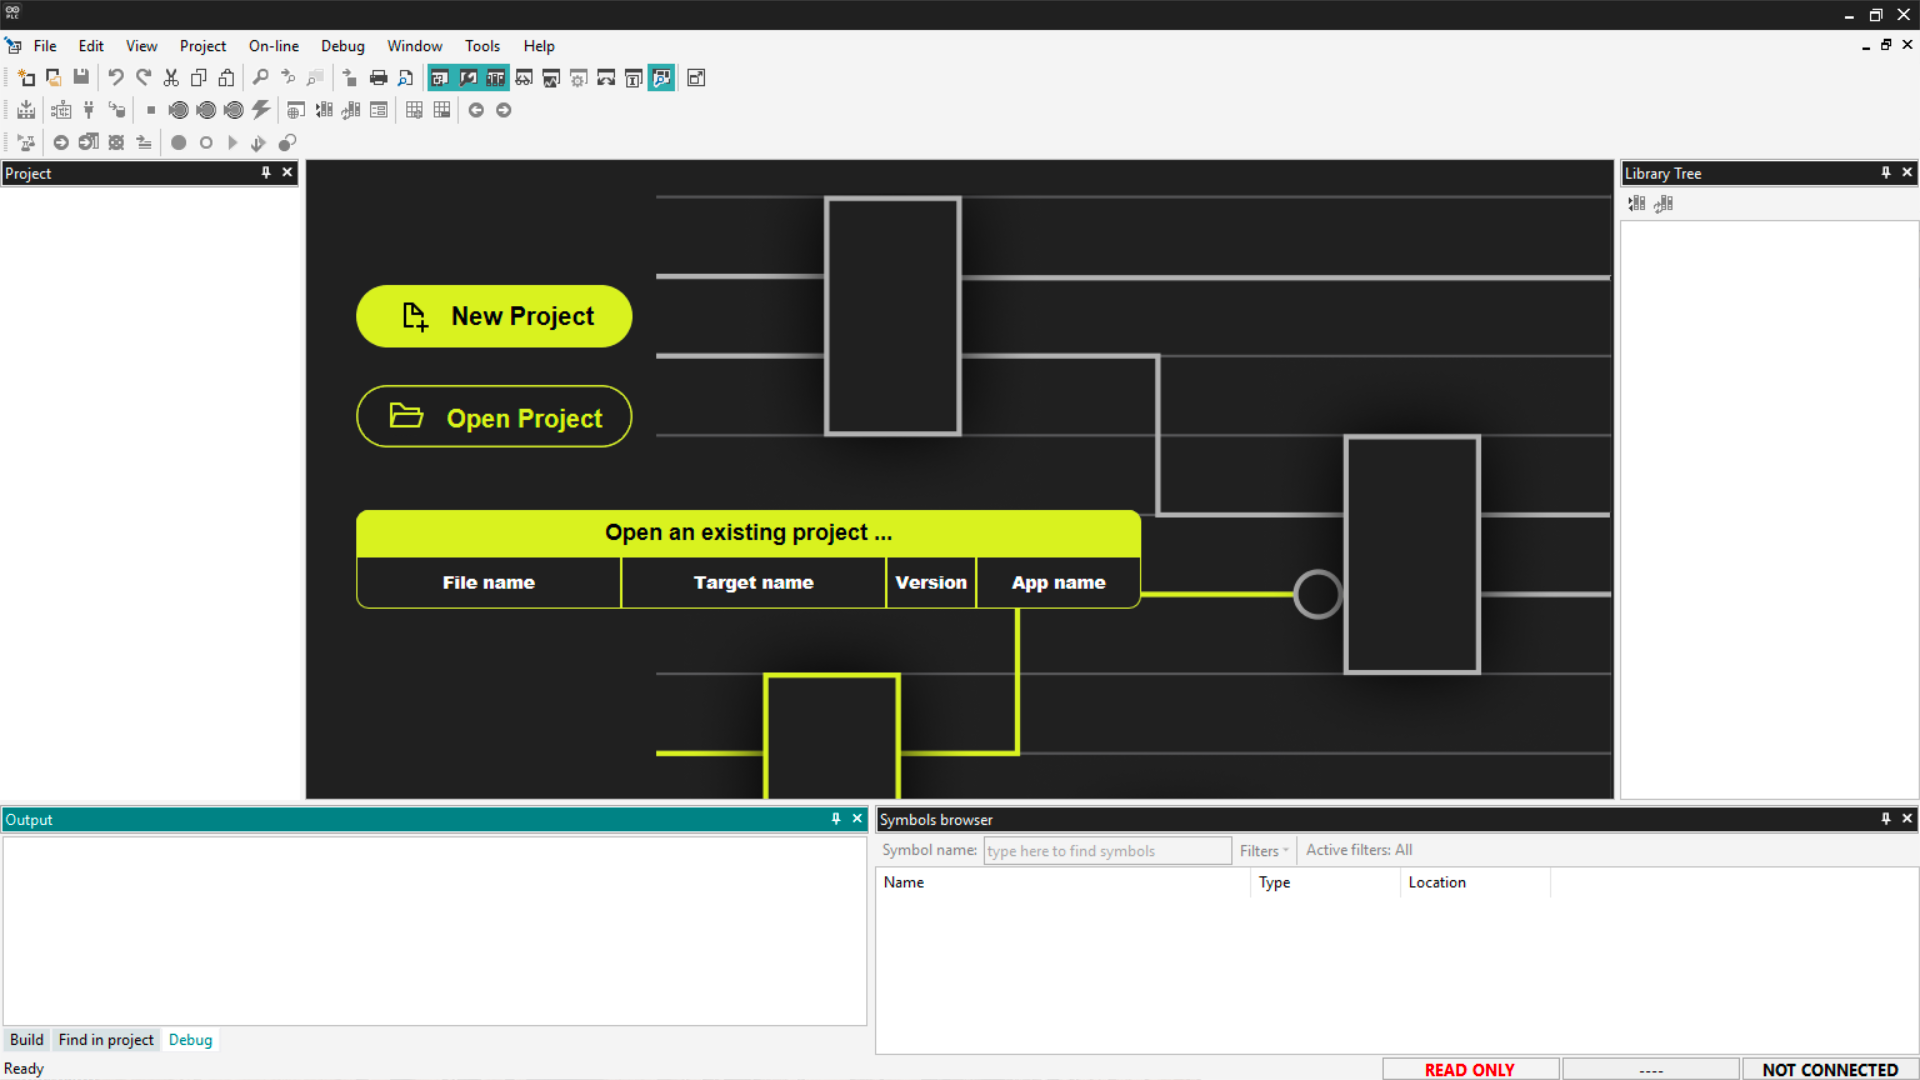 PLC
File Edit View Project On-line Debug Window Tools Help
Project
Library Tree
New Project
Open Project
Open an existing project ...
File name Target name Version App name
Output
Symbols browser
Symbol name: type here to find symbols Filters Active filters: All
Name Type Location
Build Find in project Debug
Ready READ ONLY ---- NOT CONNECTED